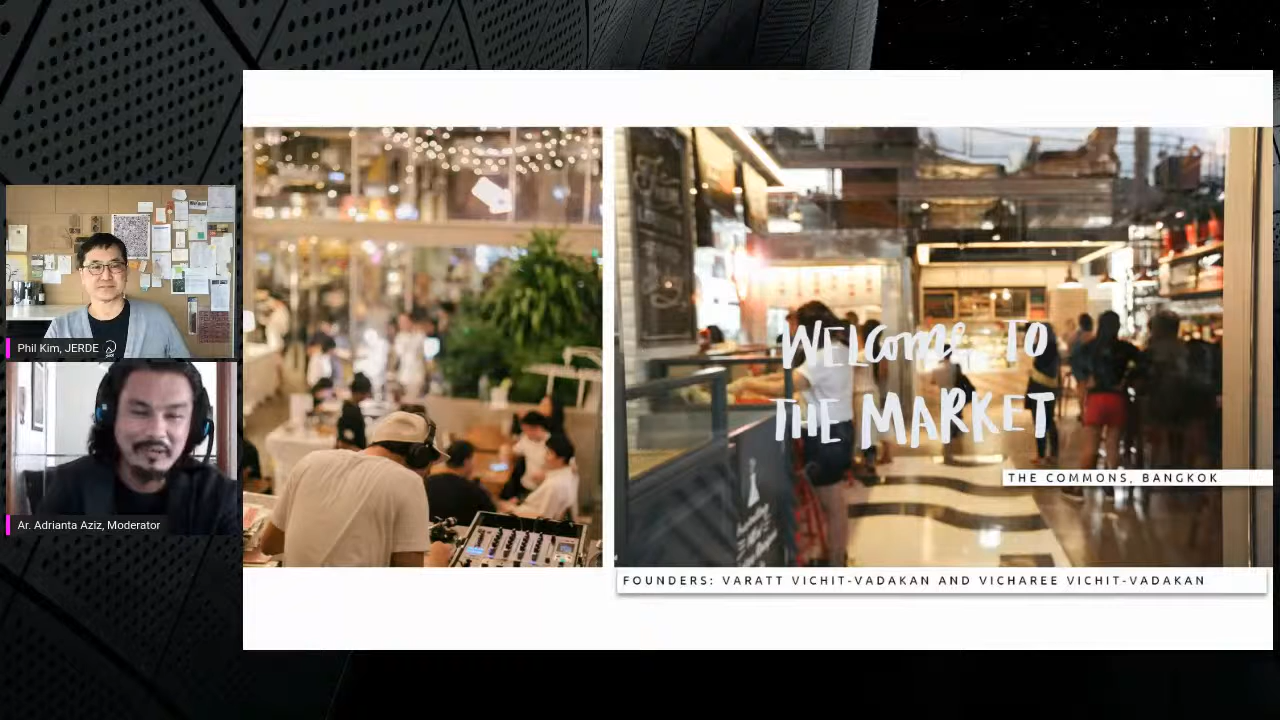 Phil Kim, JERDE
Ar. Adrianta Aziz, Moderator
WELCOME TO
THE MARKET
THE COMMONS, BANGKOK
FOUNDERS: VARATT VICHIT-VADAKAN AND VICHAREE VICHIT-VADAKAN